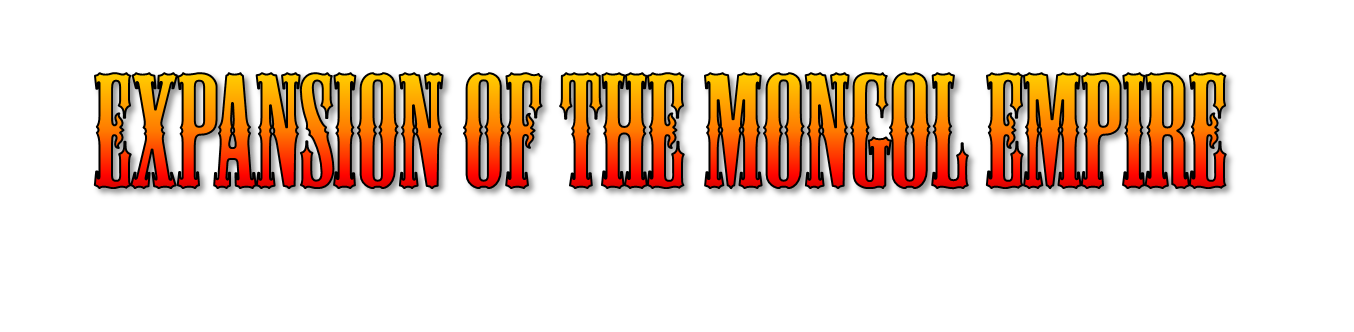 EXPANSION OF THE MONGOL EMPIRE